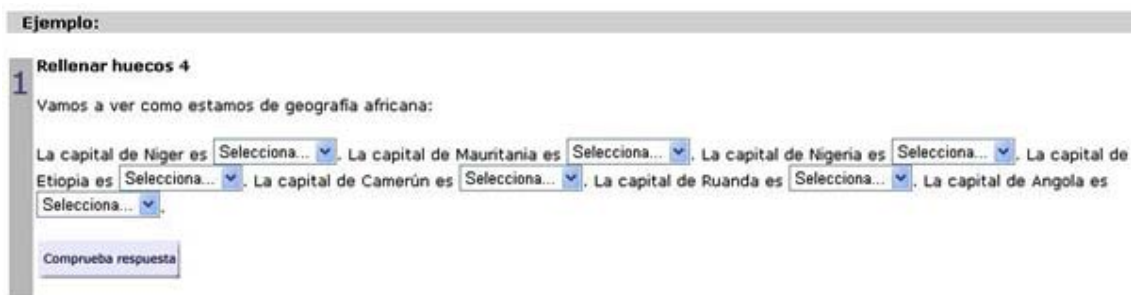 Ejemplo:
1
Rellenar huecos 4
Vamos a ver como estamos de geografía africana:
La capital de Niger es Selecciona... . La capital de Mauritania es Selecciona... . La capital de Nigeria es Selecciona... . La capital de
Etiopia es Selecciona... . La capital de Camerún es Selecciona... . La capital de Ruanda es Selecciona... . La capital de Angola es
Selecciona... .
Comprueba respuesta